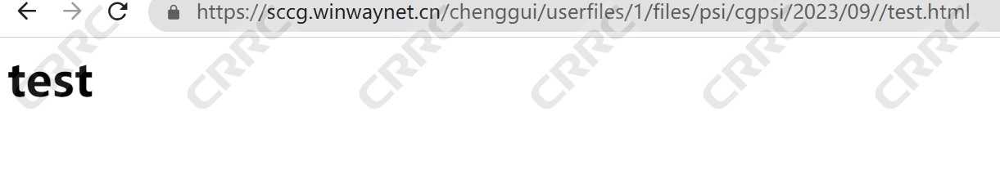 https://sccg.winwaynet.cn/chenggui/userfiles/1/files/psi/cgpsi/2023/09//test.html
CRRC CRRC CRRC CRRC CRRC CRRC
test